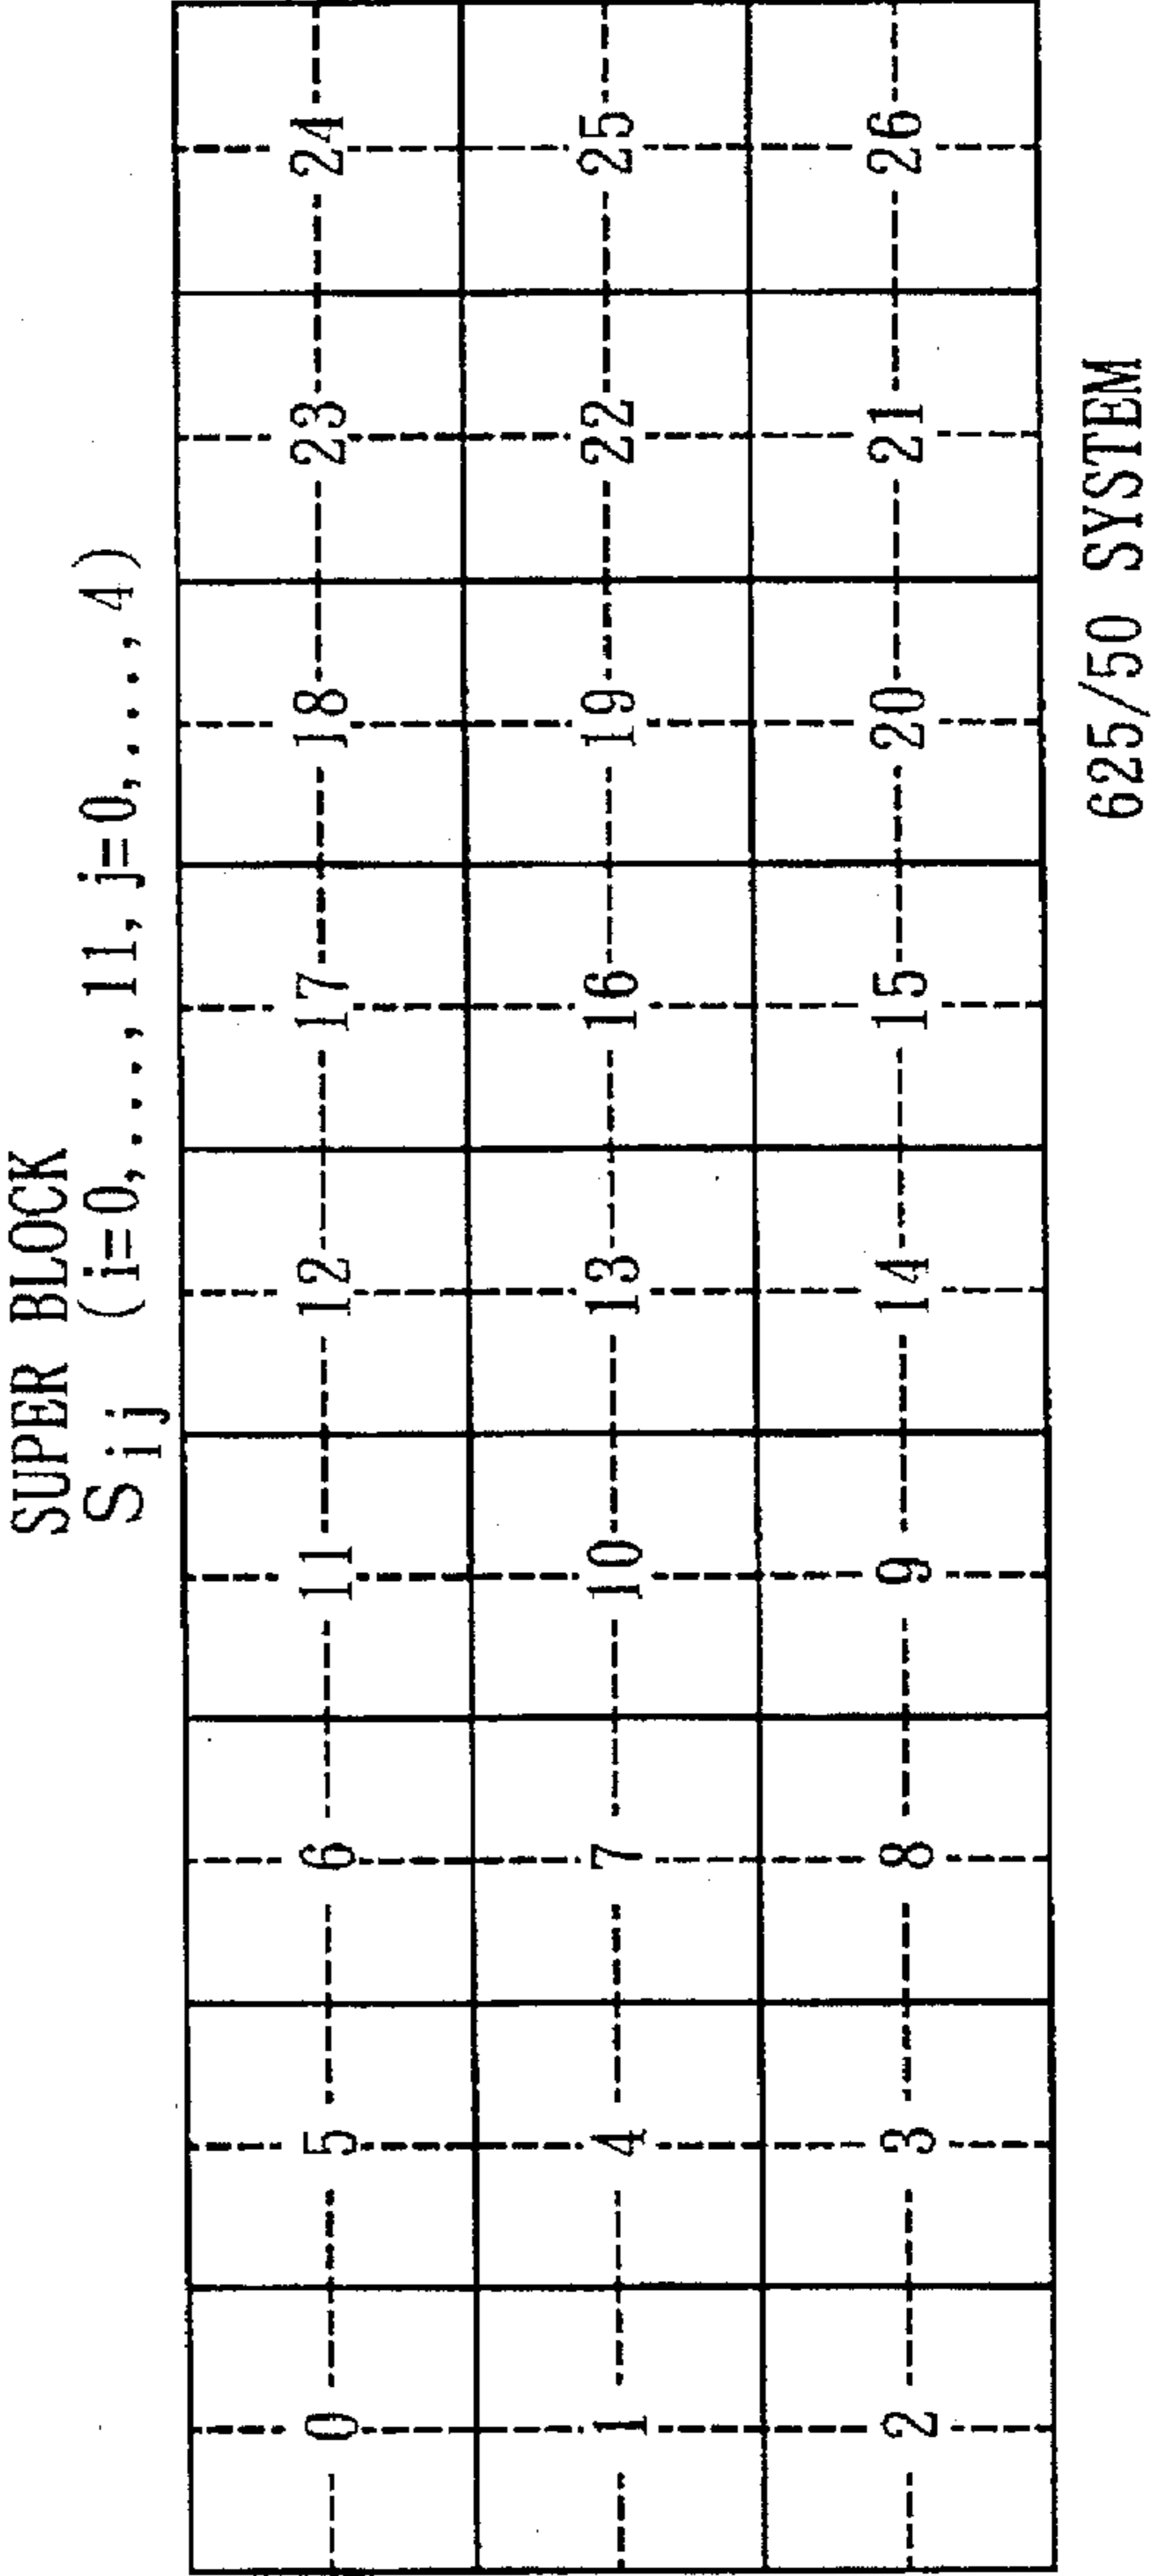 SUPER BLOCK
Sij (i=0,...,11, j=0,...,4)
0 5 6 11 12 17 18 23 24
1 4 7 10 13 16 19 22 25
2 3 8 9 14 15 20 21 26
625/50 SYSTEM